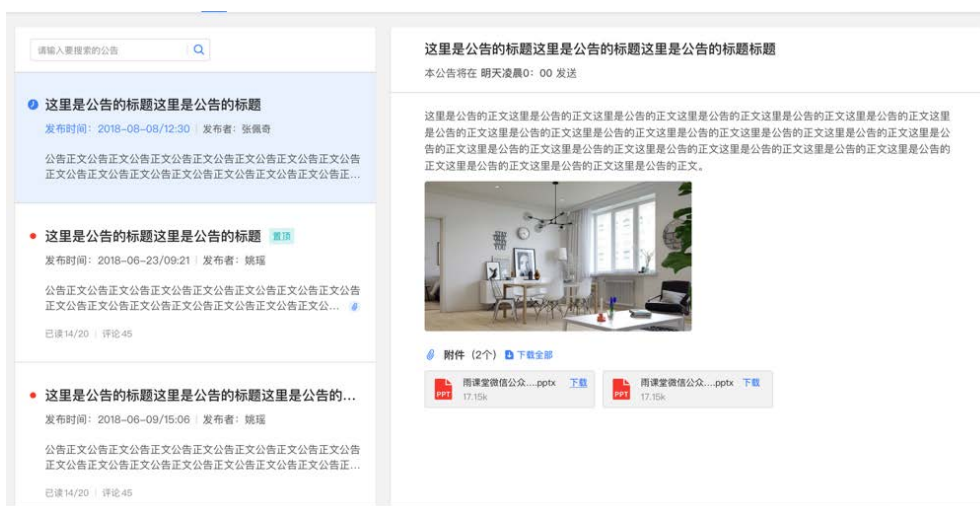 请输入要搜索的公告
这里是公告的标题这里是公告的标题
发布时间：2018-08-08/12:30 | 发布者：张佩奇
公告正文公告正文公告正文公告正文公告正文公告正文公告
正文公告正文公告正文公告正文公告正文公告正文公告正...
这里是公告的标题这里是公告的标题 置顶
发布时间：2018-06-23/09:21 | 发布者：姚瑶
公告正文公告正文公告正文公告正文公告正文公告正文公告
正文公告正文公告正文公告正文公告正文公告正文公...
已读14/20 | 评论45
这里是公告的标题这里是公告的标题这里是公告的...
发布时间：2018-06-09/15:06 | 发布者：姚瑶
公告正文公告正文公告正文公告正文公告正文公告正文公告
正文公告正文公告正文公告正文公告正文公告正文公告正...
已读14/20 | 评论45
这里是公告的标题这里是公告的标题这里是公告的标题标题
本公告将在 明天凌晨0：00 发送
这里是公告的正文这里是公告的正文这里是公告的正文这里是公告的正文这里是公告的正文这里是公告的正文这里
是公告的正文这里是公告的正文这里是公告的正文这里是公告的正文这里是公告的正文这里是公告的正文这里是公
告的正文这里是公告的正文这里是公告的正文这里是公告的正文这里是公告的正文这里是公告的正文这里是公告的
正文这里是公告的正文这里是公告的正文这里是公告的正文。
附件（2个） 下载全部
PPT 雨课堂微信公众....pptx 下载
17.15k
PPT 雨课堂微信公众....pptx 下载
17.15k